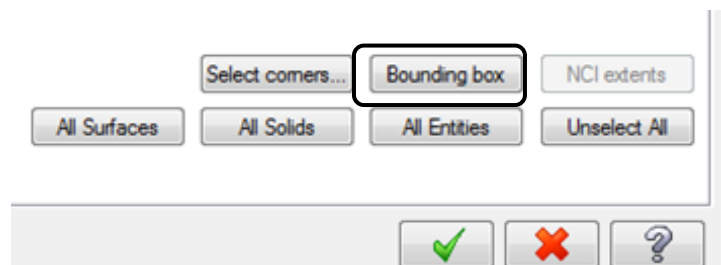 Select corners... Bounding box NCI extents
All Surfaces All Solids All Entities Unselect All